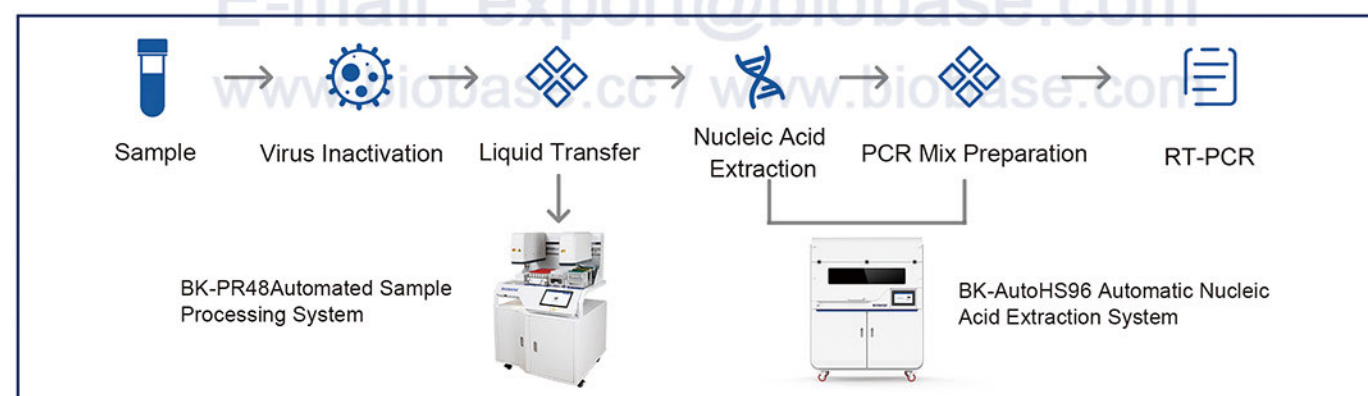 E-mail: export@biobase.com
www.biobase.cc / www.biobase.com
Sample
Virus Inactivation
Liquid Transfer
Nucleic Acid
Extraction
PCR Mix Preparation
RT-PCR
BK-PR48Automated Sample
Processing System
BK-AutoHS96 Automatic Nucleic
Acid Extraction System